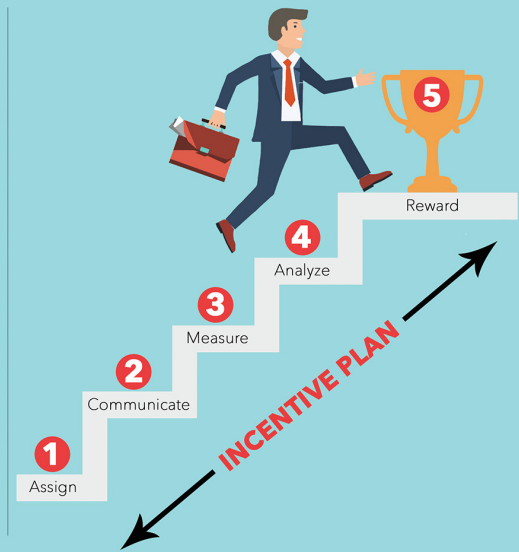 5
Reward
4
Analyze
3
Measure
2
Communicate
1
Assign
INCENTIVE PLAN